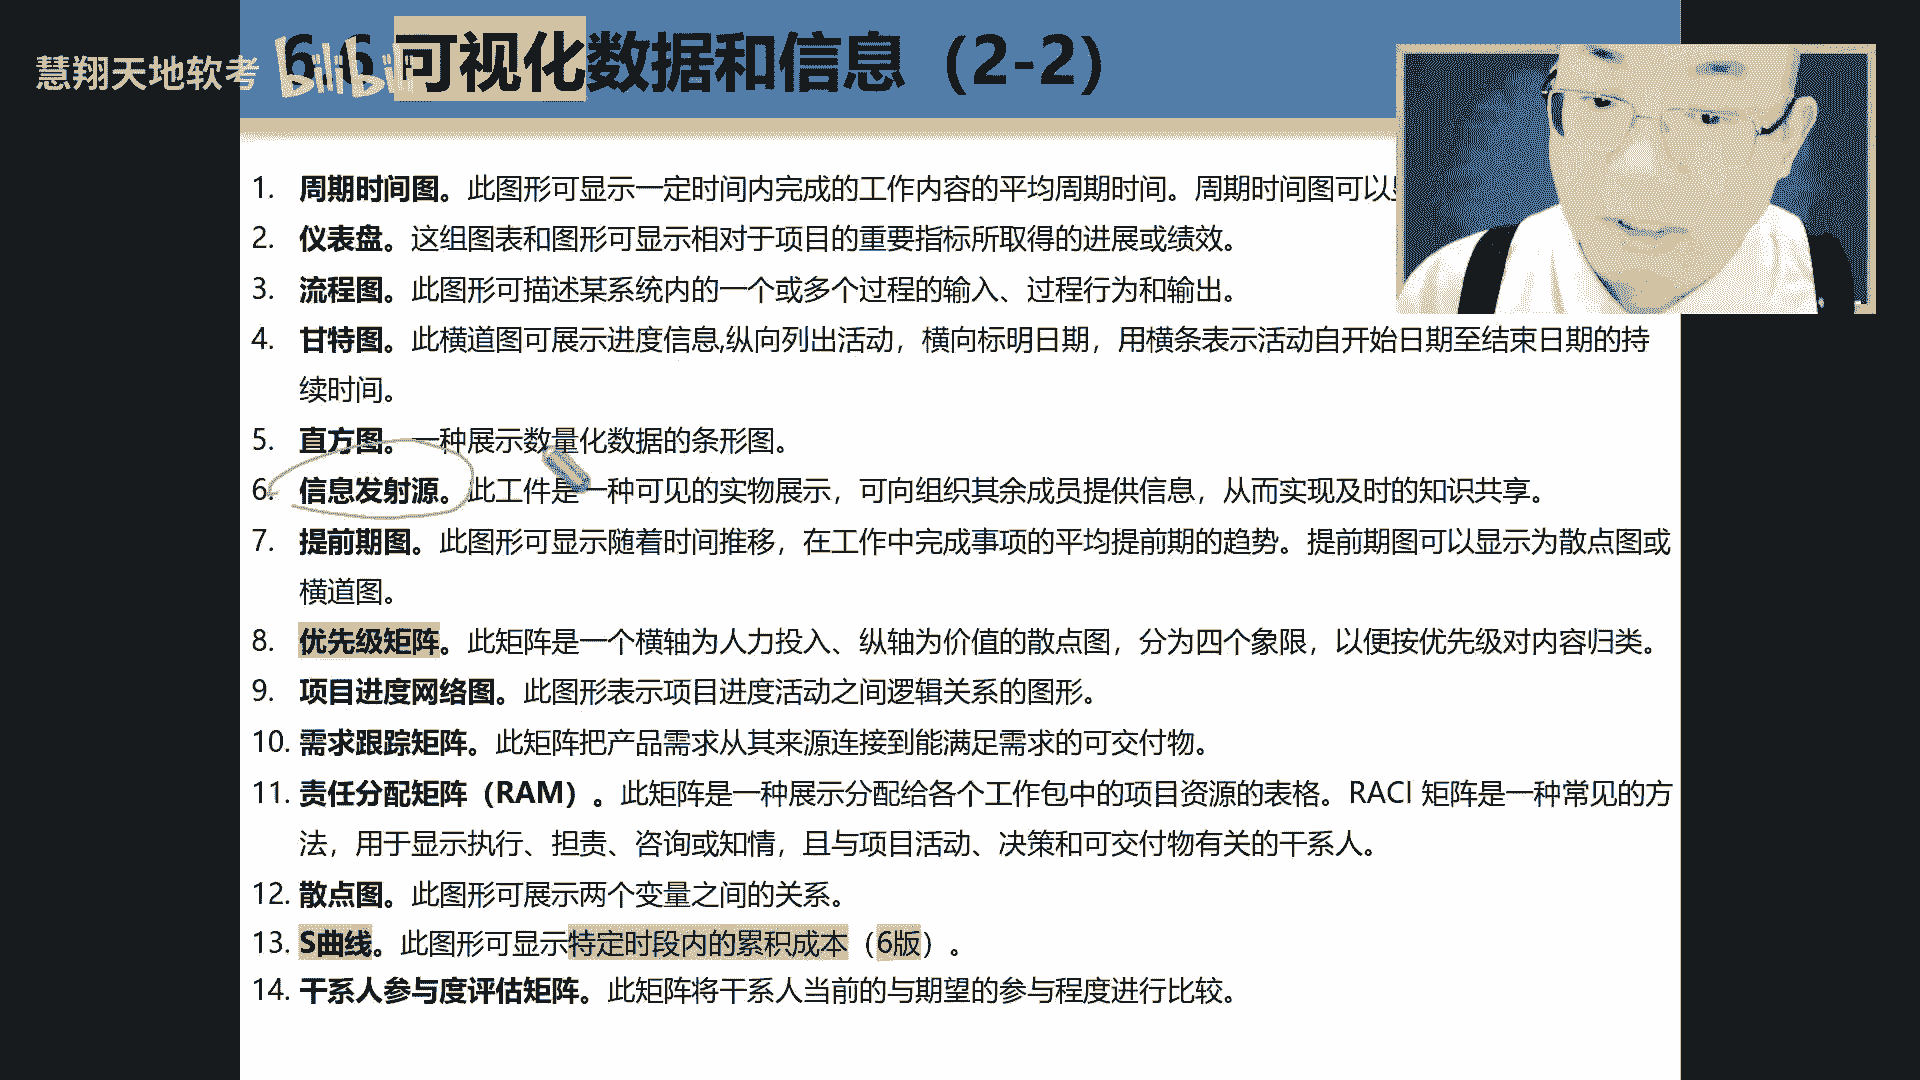 慧翔天地软考
bilibili
6.6 可视化数据和信息（2-2）
1. 周期时间图。此图形可显示一定时间内完成的工作内容的平均周期时间。周期时间图可以
2. 仪表盘。这组图表和图形可显示相对于项目的重要指标所取得的进展或绩效。
3. 流程图。此图形可描述某系统内的一个或多个过程的输入、过程行为和输出。
4. 甘特图。此横道图可展示进度信息,纵向列出活动，横向标明日期，用横条表示活动自开始日期至结束日期的持
续时间。
5. 直方图。一种展示数量化数据的条形图。
6. 信息发射源。此工件是一种可见的实物展示，可向组织其余成员提供信息，从而实现及时的知识共享。
7. 提前期图。此图形可显示随着时间推移，在工作中完成事项的平均提前期的趋势。提前期图可以显示为散点图或
横道图。
8. 优先级矩阵。此矩阵是一个横轴为人力投入、纵轴为价值的散点图，分为四个象限，以便按优先级对内容归类。
9. 项目进度网络图。此图形表示项目进度活动之间逻辑关系的图形。
10. 需求跟踪矩阵。此矩阵把产品需求从其来源连接到能满足需求的可交付物。
11. 责任分配矩阵（RAM）。此矩阵是一种展示分配给各个工作包中的项目资源的表格。RACI 矩阵是一种常见的方
法，用于显示执行、担责、咨询或知情，且与项目活动、决策和可交付物有关的干系人。
12. 散点图。此图形可展示两个变量之间的关系。
13. S曲线。此图形可显示特定时段内的累积成本（6版）。
14. 干系人参与度评估矩阵。此矩阵将干系人当前的与期望的参与程度进行比较。